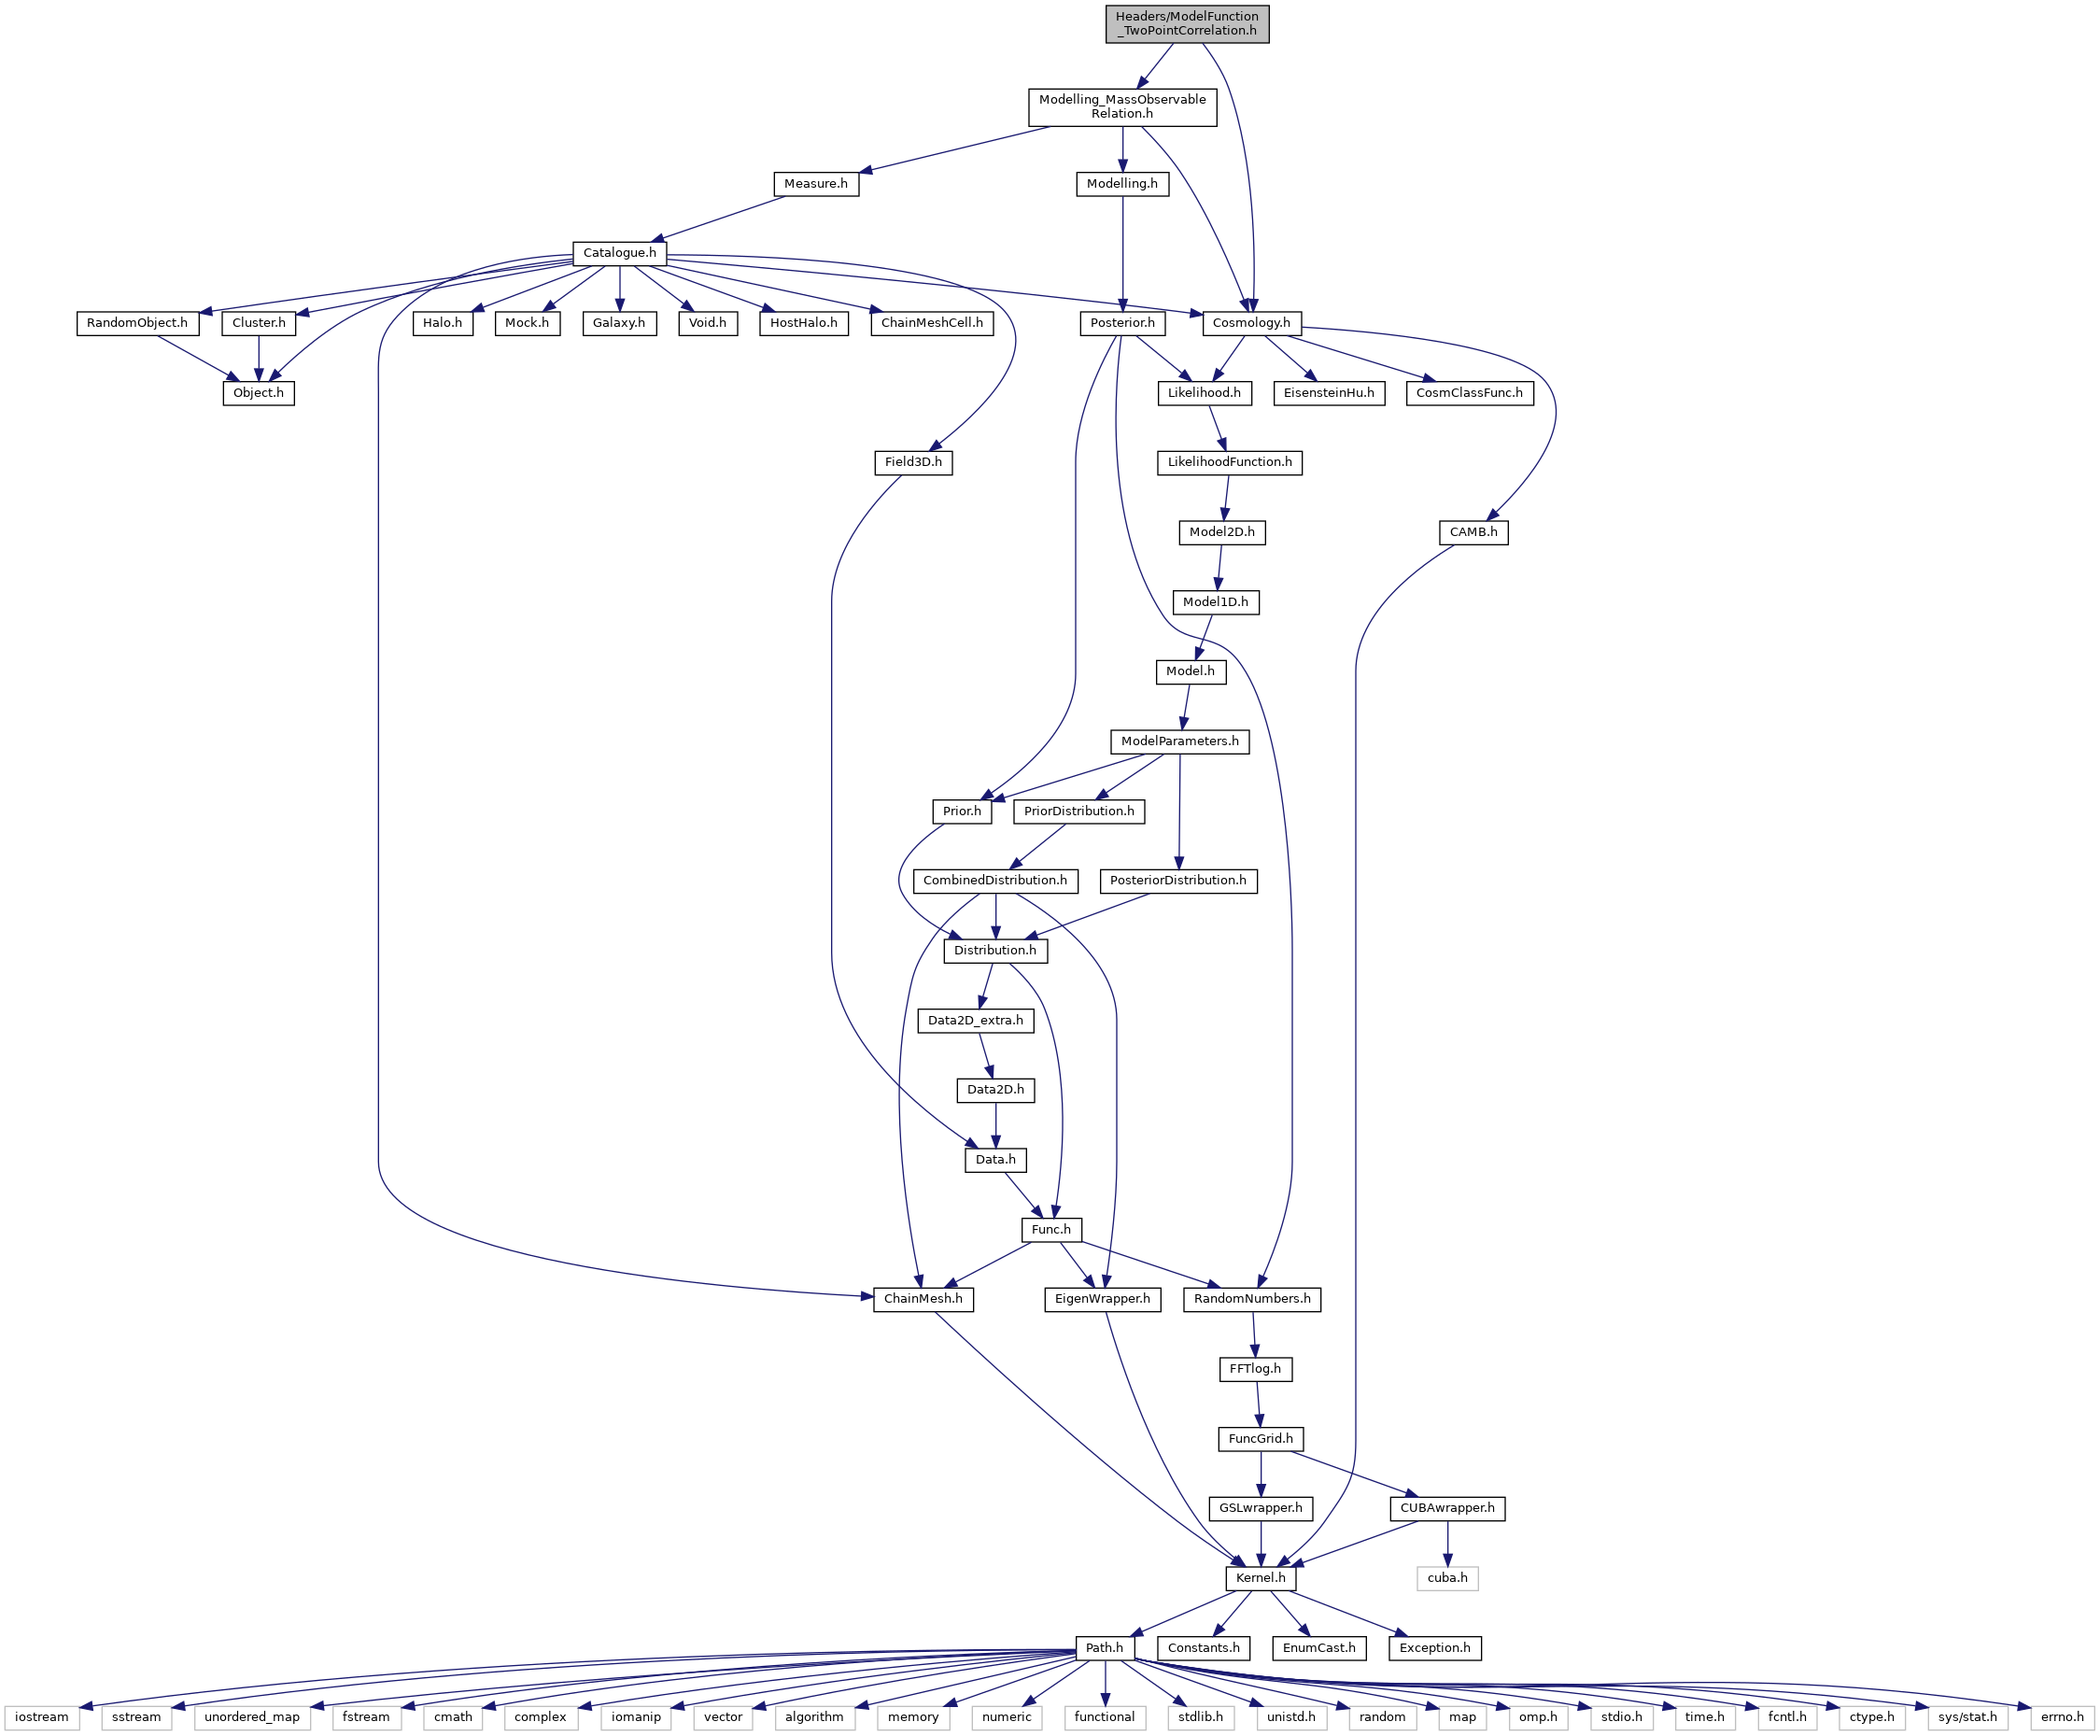 Headers/ModelFunction
_TwoPointCorrelation.h
Modelling_MassObservable
Relation.h
Measure.h
Modelling.h
Catalogue.h
RandomObject.h
Cluster.h
Halo.h
Mock.h
Galaxy.h
Void.h
HostHalo.h
ChainMeshCell.h
Posterior.h
Cosmology.h
Object.h
Likelihood.h
EisensteinHu.h
CosmClassFunc.h
Field3D.h
LikelihoodFunction.h
Model2D.h
CAMB.h
Model1D.h
Model.h
ModelParameters.h
Prior.h
PriorDistribution.h
CombinedDistribution.h
PosteriorDistribution.h
Distribution.h
Data2D_extra.h
Data2D.h
Data.h
Func.h
ChainMesh.h
EigenWrapper.h
RandomNumbers.h
FFTlog.h
FuncGrid.h
GSLwrapper.h
CUBAwrapper.h
Kernel.h
cuba.h
Path.h
Constants.h
EnumCast.h
Exception.h
iostream
sstream
unordered_map
fstream
cmath
complex
iomanip
vector
algorithm
memory
numeric
functional
stdlib.h
unistd.h
random
map
omp.h
stdio.h
time.h
fcntl.h
ctype.h
sys/stat.h
errno.h